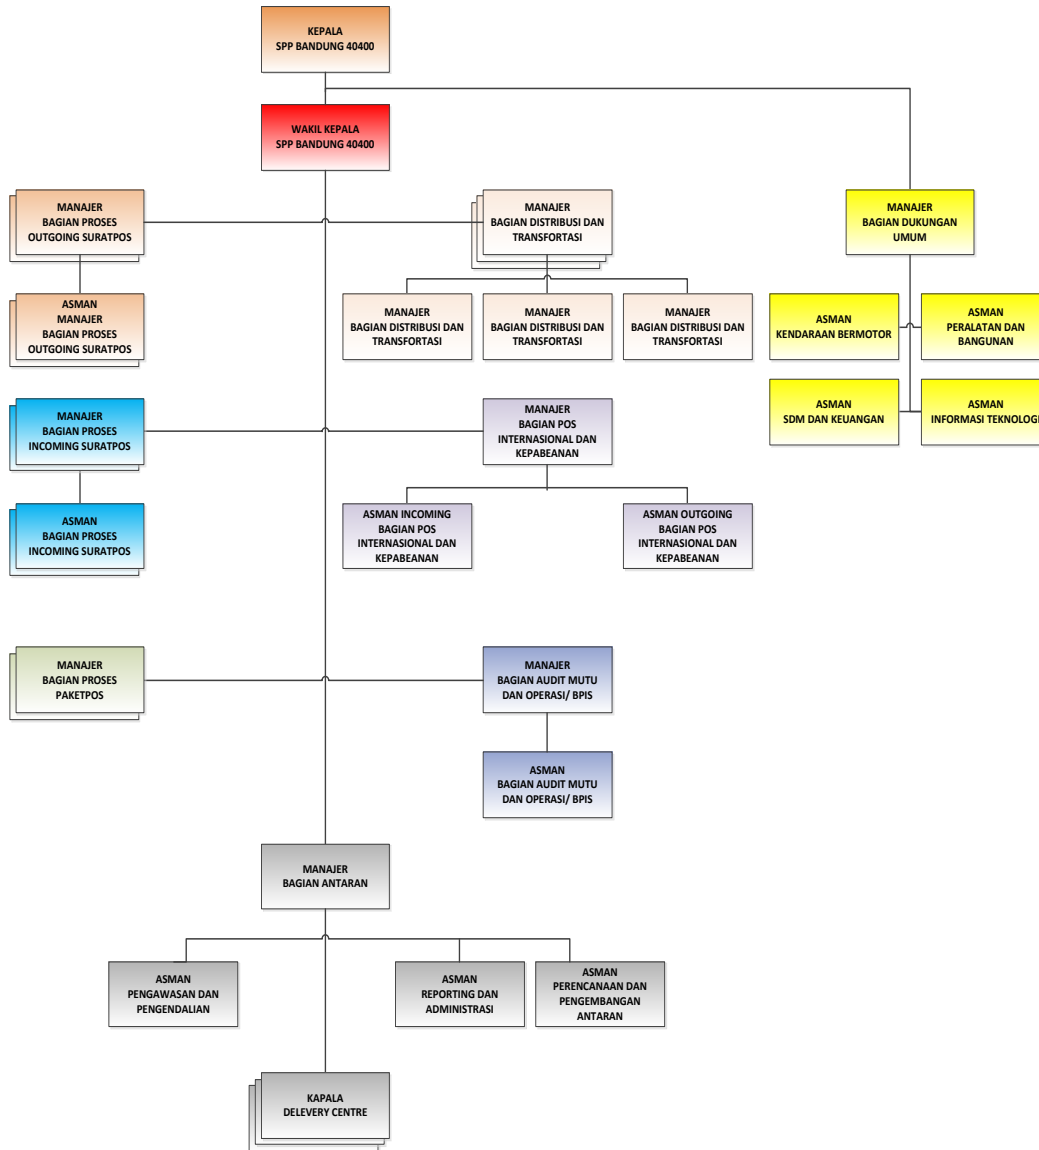 KEPALA
SPP BANDUNG 40400
WAKIL KEPALA
SPP BANDUNG 40400
MANAJER
BAGIAN PROSES
OUTGOING SURATPOS
MANAJER
BAGIAN DISTRIBUSI DAN
TRANSFORTASI
MANAJER
BAGIAN DUKUNGAN
UMUM
ASMAN
MANAJER
BAGIAN PROSES
OUTGOING SURATPOS
MANAJER
BAGIAN DISTRIBUSI DAN
TRANSFORTASI
MANAJER
BAGIAN DISTRIBUSI DAN
TRANSFORTASI
MANAJER
BAGIAN DISTRIBUSI DAN
TRANSFORTASI
ASMAN
KENDARAAN BERMOTOR
ASMAN
PERALATAN DAN
BANGUNAN
ASMAN
SDM DAN KEUANGAN
ASMAN
INFORMASI TEKNOLOGI
MANAJER
BAGIAN PROSES
INCOMING SURATPOS
MANAJER
BAGIAN POS
INTERNASIONAL DAN
KEPABEANAN
ASMAN
BAGIAN PROSES
INCOMING SURATPOS
ASMAN INCOMING
BAGIAN POS
INTERNASIONAL DAN
KEPABEANAN
ASMAN OUTGOING
BAGIAN POS
INTERNASIONAL DAN
KEPABEANAN
MANAJER
BAGIAN PROSES
PAKETPOS
MANAJER
BAGIAN AUDIT MUTU
DAN OPERASI/ BPIS
ASMAN
BAGIAN AUDIT MUTU
DAN OPERASI/ BPIS
MANAJER
BAGIAN ANTARAN
ASMAN
PENGAWASAN DAN
PENGENDALIAN
ASMAN
REPORTING DAN
ADMINISTRASI
ASMAN
PERENCANAAN DAN
PENGEMBANGAN
ANTARAN
KAPALA
DELEVERY CENTRE